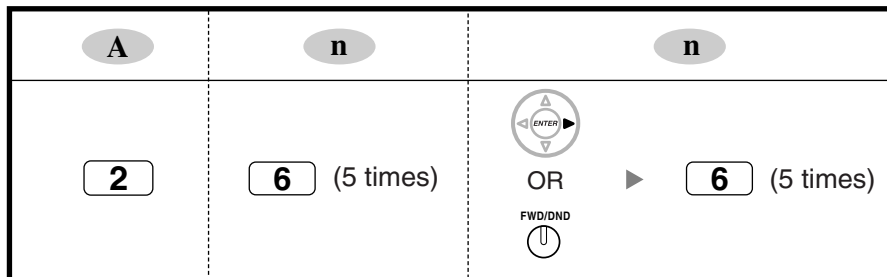 A n n
ENTER
2 6 (5 times) OR 6 (5 times)
FWD/DND